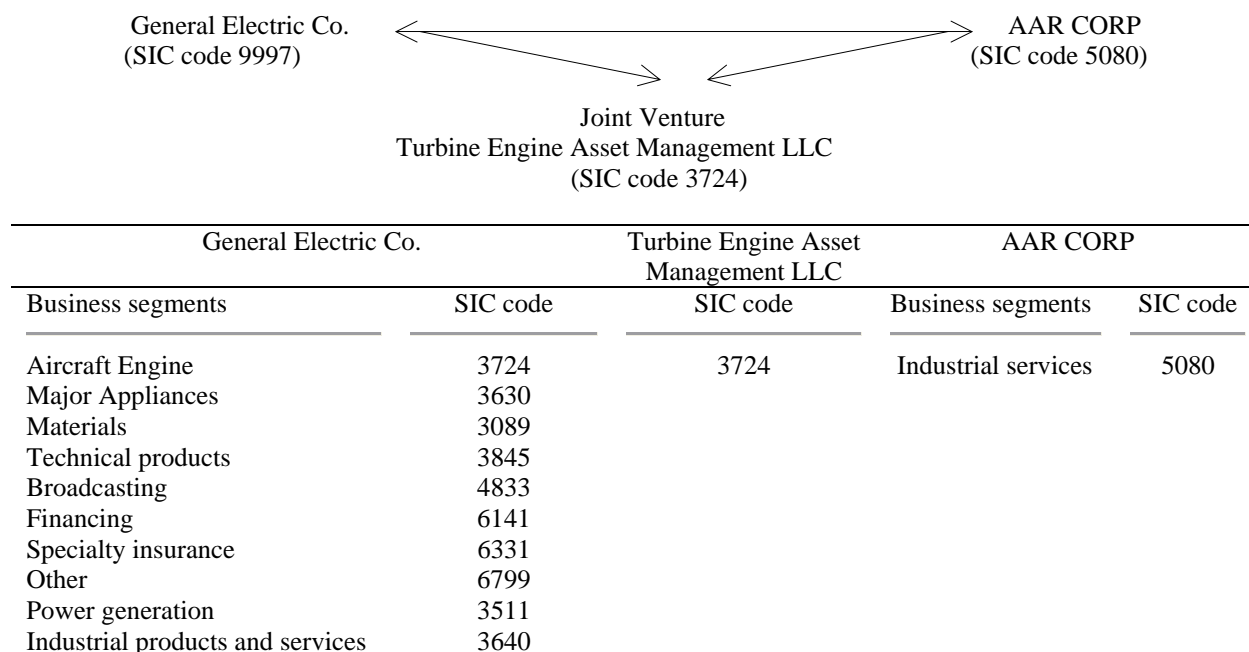 General Electric Co. AAR CORP
(SIC code 9997) (SIC code 5080)
Joint Venture
Turbine Engine Asset Management LLC
(SIC code 3724)
General Electric Co. Turbine Engine Asset AAR CORP
Management LLC
Business segments SIC code SIC code Business segments SIC code
Aircraft Engine 3724 3724 Industrial services 5080
Major Appliances 3630
Materials 3089
Technical products 3845
Broadcasting 4833
Financing 6141
Specialty insurance 6331
Other 6799
Power generation 3511
Industrial products and services 3640